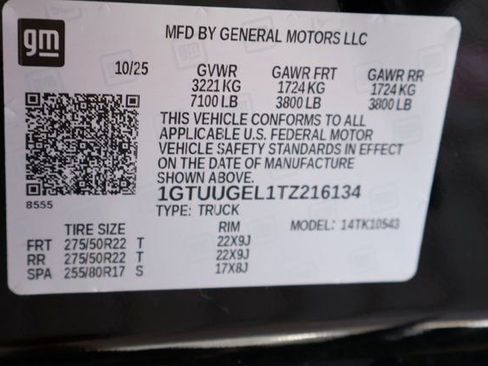 gm
MFD BY GENERAL MOTORS LLC
10/25 GVWR GAWR FRT GAWR RR
3221 KG 1724 KG 1724 KG
7100 LB 3800 LB 3800 LB
THIS VEHICLE CONFORMS TO ALL
APPLICABLE U.S. FEDERAL MOTOR
VEHICLE SAFETY STANDARDS IN EFFECT
ON THE DATE OF MANUFACTURE
SHOWN ABOVE.
8555
1GTUUGEL1TZ216134
TYPE: TRUCK MODEL: 14TK10543
TIRE SIZE RIM
FRT 275/50R22 T 22X9J
RR 275/50R22 T 22X9J
SPA 255/80R17 S 17X8J